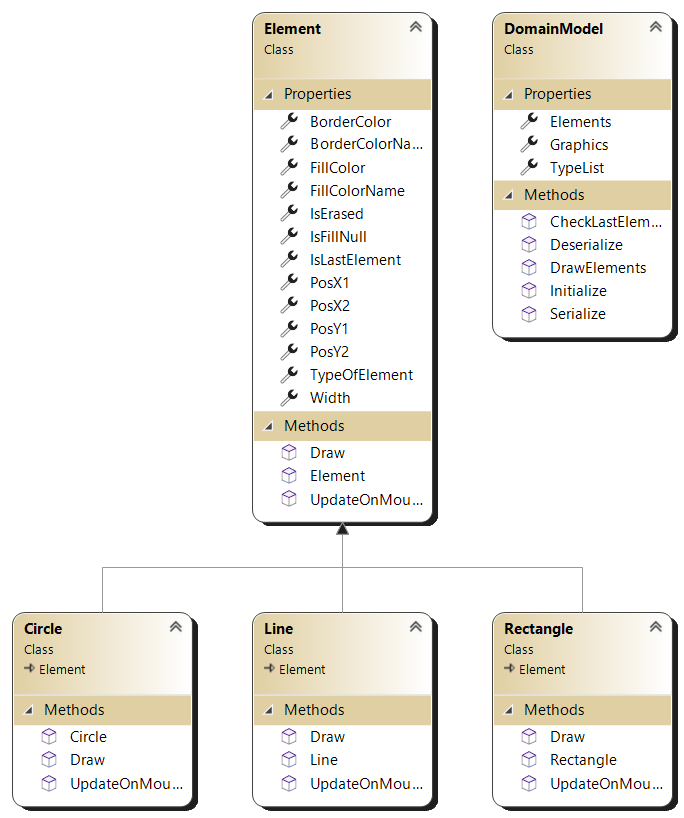 Element
Class
Properties
BorderColor
BorderColorNa...
FillColor
FillColorName
IsErased
IsFillNull
IsLastElement
PosX1
PosX2
PosY1
PosY2
TypeOfElement
Width
Methods
Draw
Element
UpdateOnMou...
DomainModel
Class
Properties
Elements
Graphics
TypeList
Methods
CheckLastElem...
Deserialize
DrawElements
Initialize
Serialize
Circle
Class
Element
Methods
Circle
Draw
UpdateOnMou...
Line
Class
Element
Methods
Draw
Line
UpdateOnMou...
Rectangle
Class
Element
Methods
Draw
Rectangle
UpdateOnMou...